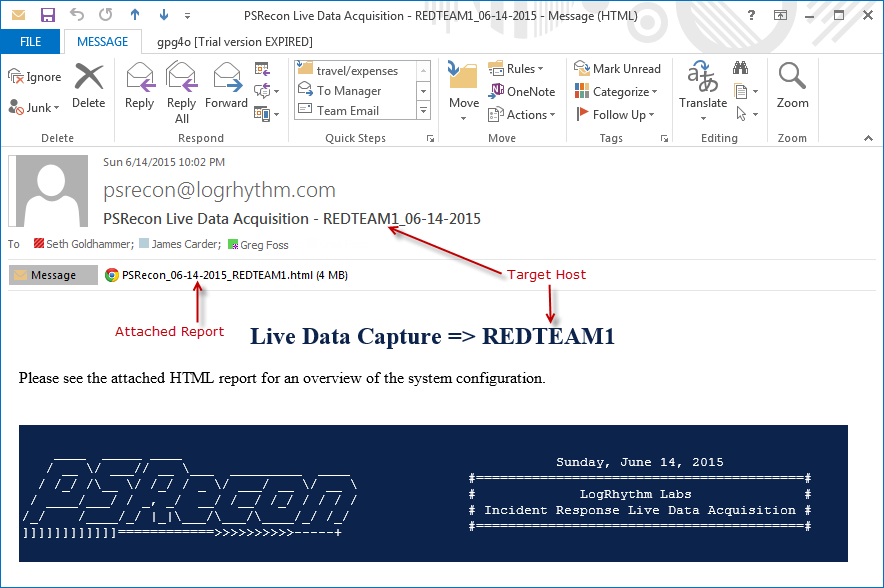 PSRecon Live Data Acquisition - REDTEAM1_06-14-2015 - Message (HTML)
?
FILE MESSAGE gpg4o [Trial version EXPIRED]
Ignore
Junk
Delete
Reply
Reply All
Forward
travel/expenses
To Manager
Team Email
Move
Rules
OneNote
Actions
Mark Unread
Categorize
Follow Up
Translate
Zoom
Delete Respond Quick Steps Move Tags Editing Zoom
Sun 6/14/2015 10:02 PM
psrecon@logrhythm.com
PSRecon Live Data Acquisition - REDTEAM1_06-14-2015
To Seth Goldhammer; James Carder; Greg Foss
Message PSRecon_06-14-2015_REDTEAM1.html (4 MB)
Target Host
Attached Report
Live Data Capture => REDTEAM1
Please see the attached HTML report for an overview of the system configuration.
PSRecon
]]]]]]]]]]]]============>>>>>>>>>>-----+
Sunday, June 14, 2015
#=========================================#
# LogRhythm Labs #
# Incident Response Live Data Acquisition #
#=========================================#